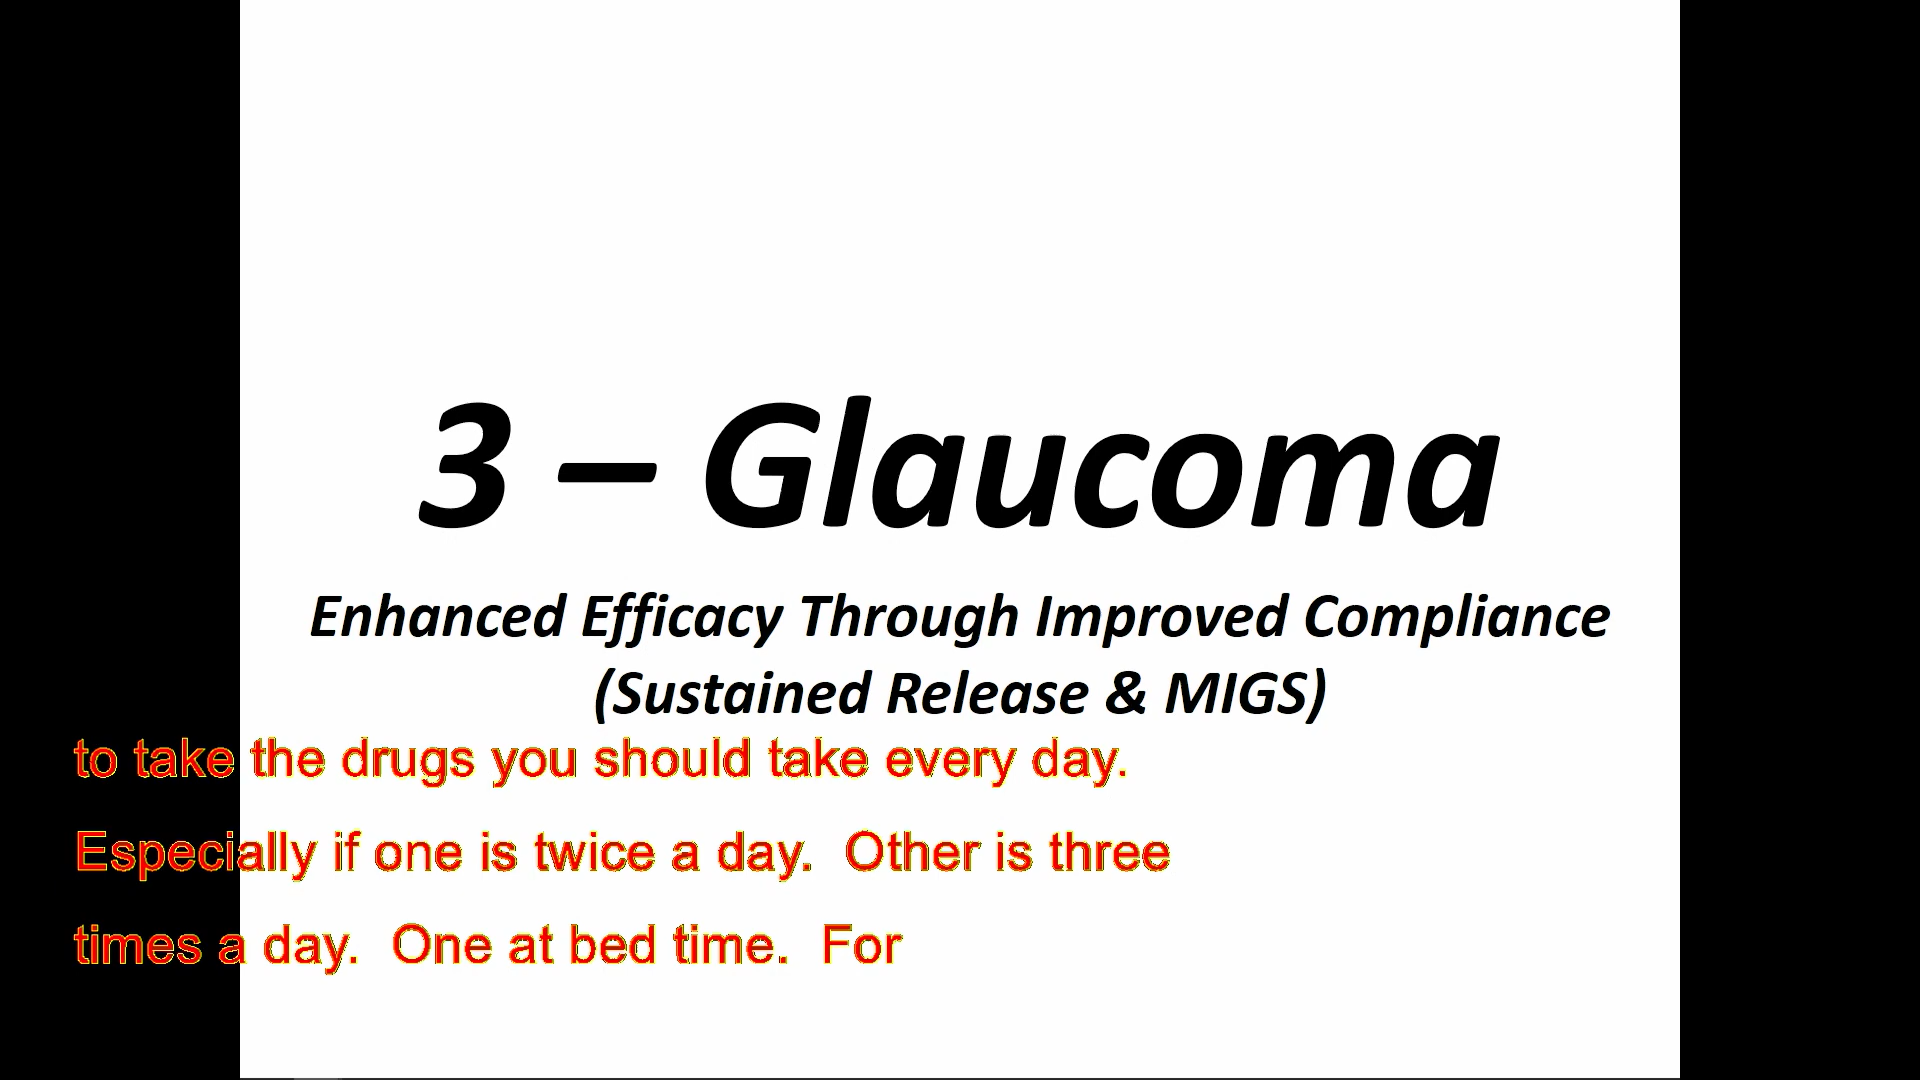 3 – Glaucoma
Enhanced Efficacy Through Improved Compliance
(Sustained Release & MIGS)
to take the drugs you should take every day.
Especially if one is twice a day.  Other is three
times a day.  One at bed time.  For